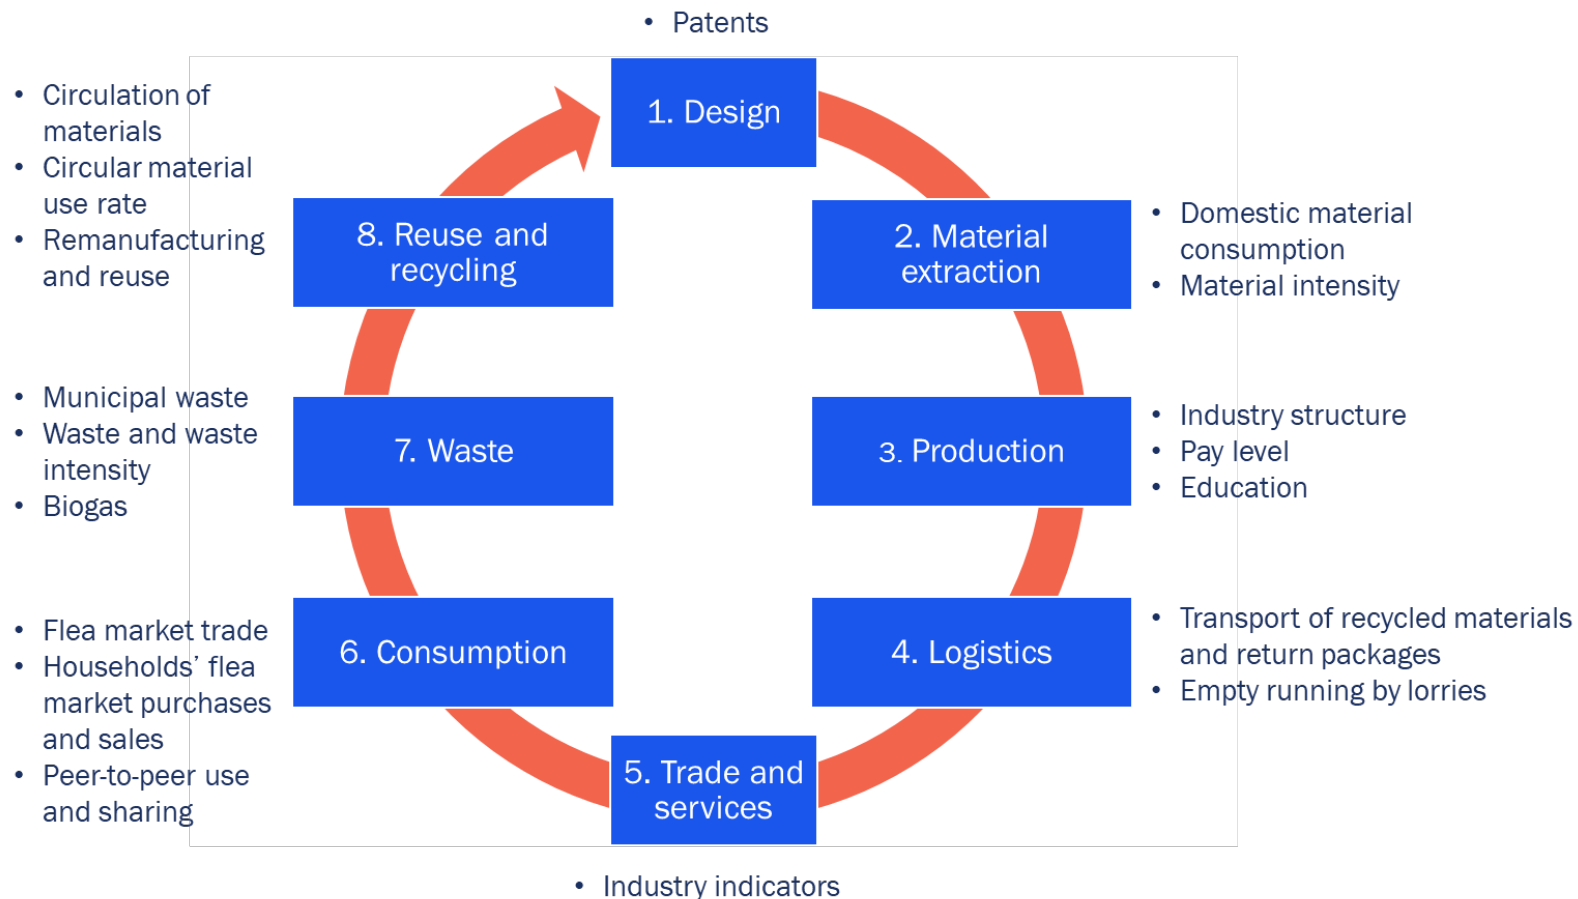 • Patents
1. Design
2. Material
extraction
• Domestic material
consumption
• Material intensity
3. Production
• Industry structure
• Pay level
• Education
4. Logistics
• Transport of recycled materials
and return packages
• Empty running by lorries
5. Trade and
services
• Industry indicators
6. Consumption
• Flea market trade
• Households’ flea
market purchases
and sales
• Peer-to-peer use
and sharing
7. Waste
• Municipal waste
• Waste and waste
intensity
• Biogas
8. Reuse and
recycling
• Circulation of
materials
• Circular material
use rate
• Remanufacturing
and reuse